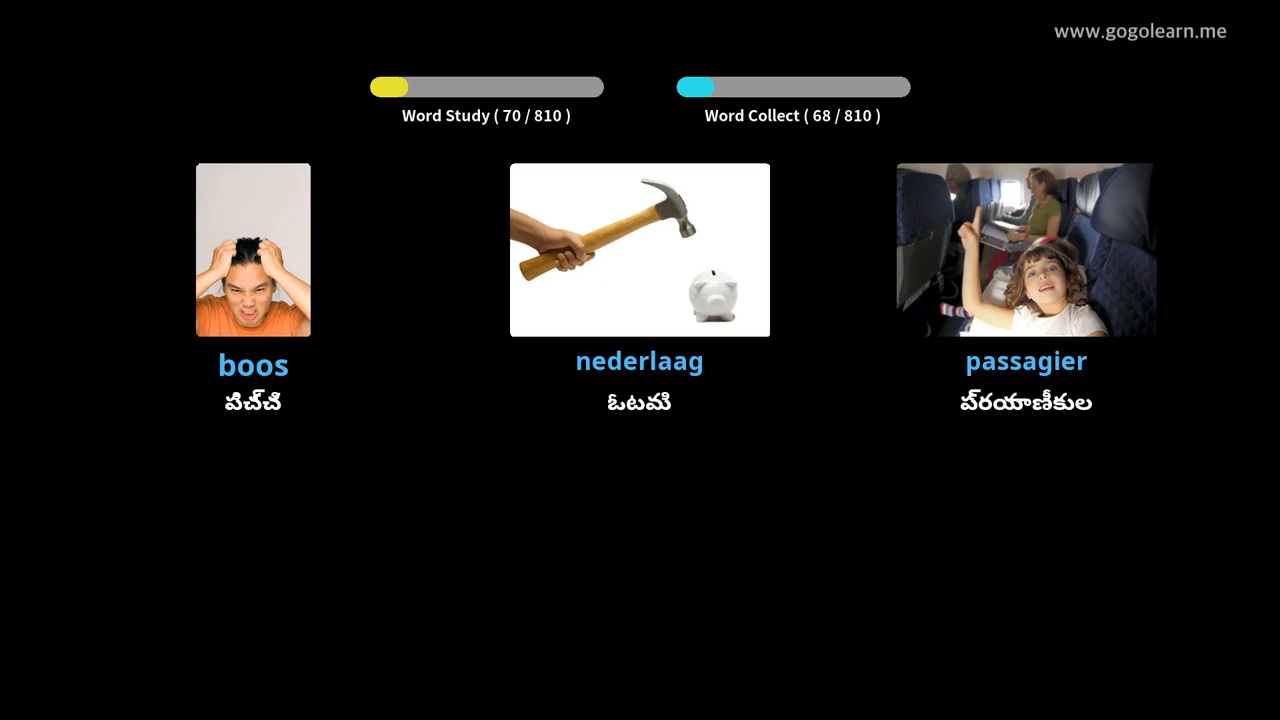 www.gogolearn.me
Word Study ( 70 / 810 )
Word Collect ( 68 / 810 )
boos
nederlaag
passagier
పిచ్చి
ఓటమి
ప్రయాణీకుల